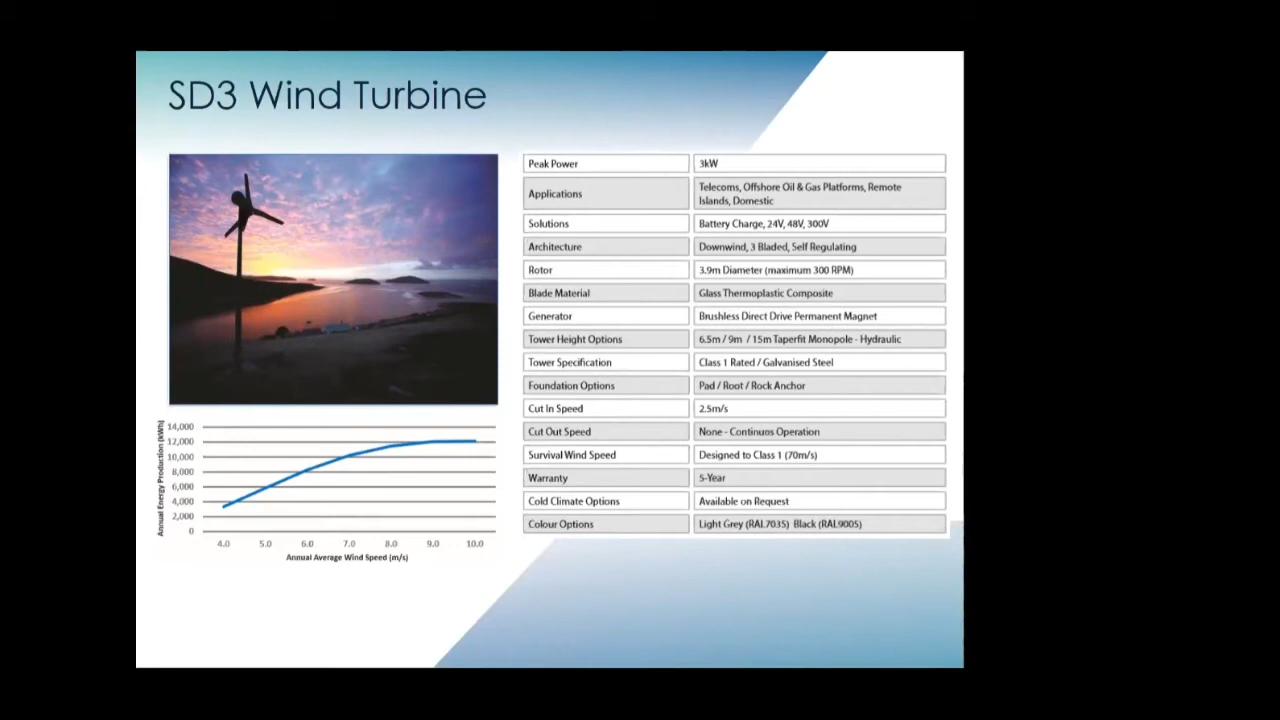 SD3 Wind Turbine
Peak Power 3kW
Applications Telecoms, Offshore Oil & Gas Platforms, Remote
Islands, Domestic
Solutions Battery Charge, 24V, 48V, 300V
Architecture Downwind, 3 Bladed, Self Regulating
Rotor 3.9m Diameter (maximum 300 RPM)
Blade Material Glass Thermoplastic Composite
Generator Brushless Direct Drive Permanent Magnet
Tower Height Options 6.5m / 9m / 15m Taperfit Monopole - Hydraulic
Tower Specification Class 1 Rated / Galvanised Steel
Foundation Options Pad / Root / Rock Anchor
Cut In Speed 2.5m/s
Cut Out Speed None - Continuos Operation
Survival Wind Speed Designed to Class 1 (70m/s)
Warranty 5-Year
Cold Climate Options Available on Request
Colour Options Light Grey (RAL7035) Black (RAL9005)
Annual Energy Production (kWh)
14,000
12,000
10,000
8,000
6,000
4,000
2,000
0
4.0 5.0 6.0 7.0 8.0 9.0 10.0
Annual Average Wind Speed (m/s)